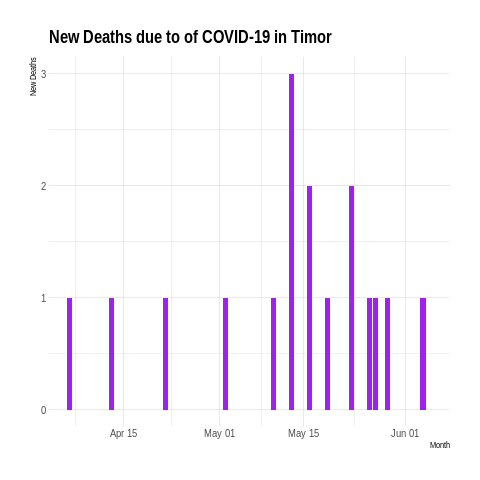 New Deaths due to of COVID-19 in Timor
New Deaths
3
2
1
0
Apr 15 May 01 May 15 Jun 01
Month